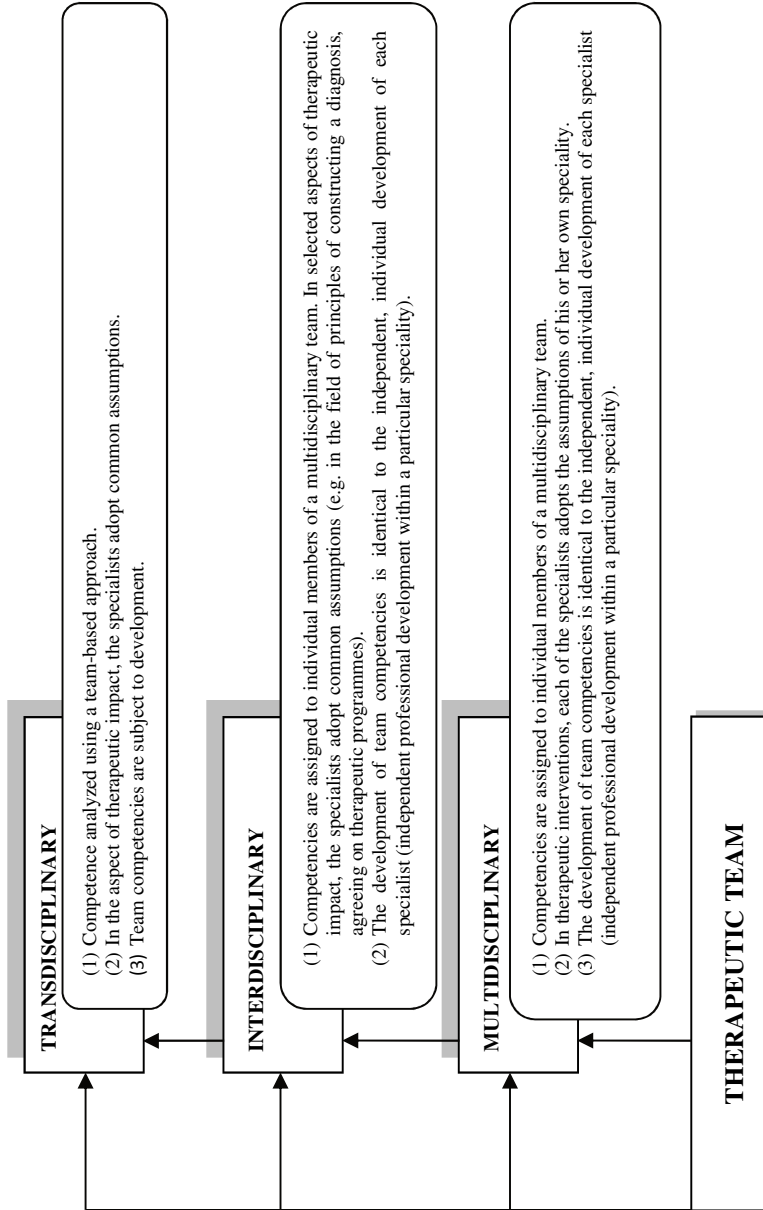 TRANSDISCIPLINARY
(1) Competence analyzed using a team-based approach.
(2) In the aspect of therapeutic impact, the specialists adopt common assumptions.
(3) Team competencies are subject to development.
INTERDISCIPLINARY
(1) Competencies are assigned to individual members of a multidisciplinary team. In selected aspects of therapeutic
impact, the specialists adopt common assumptions (e.g. in the field of principles of constructing a diagnosis,
agreeing on therapeutic programmes).
(2) The development of team competencies is identical to the independent, individual development of each
specialist (independent professional development within a particular speciality).
MULTIDISCIPLINARY
(1) Competencies are assigned to individual members of a multidisciplinary team.
(2) In therapeutic interventions, each of the specialists adopts the assumptions of his or her own speciality.
(3) The development of team competencies is identical to the independent, individual development of each specialist
(independent professional development within a particular speciality).
THERAPEUTIC TEAM